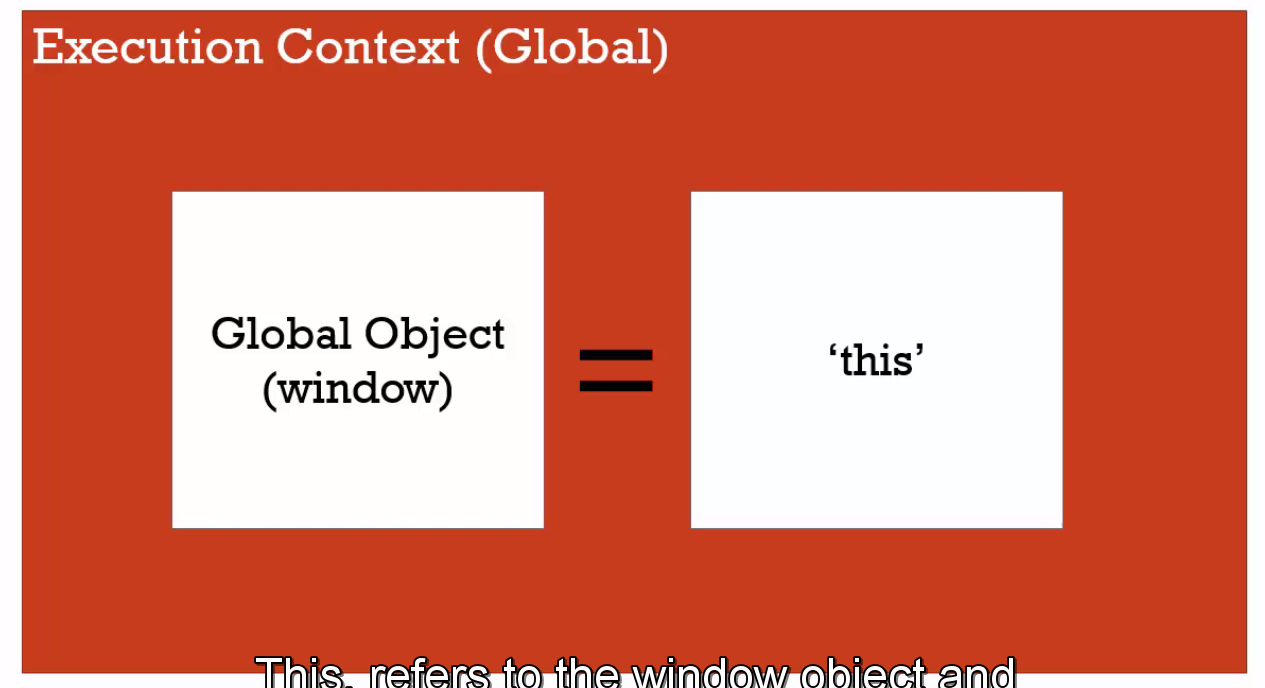 Execution Context (Global)
Global Object
(window)
=
‘this’
This, refers to the window object and